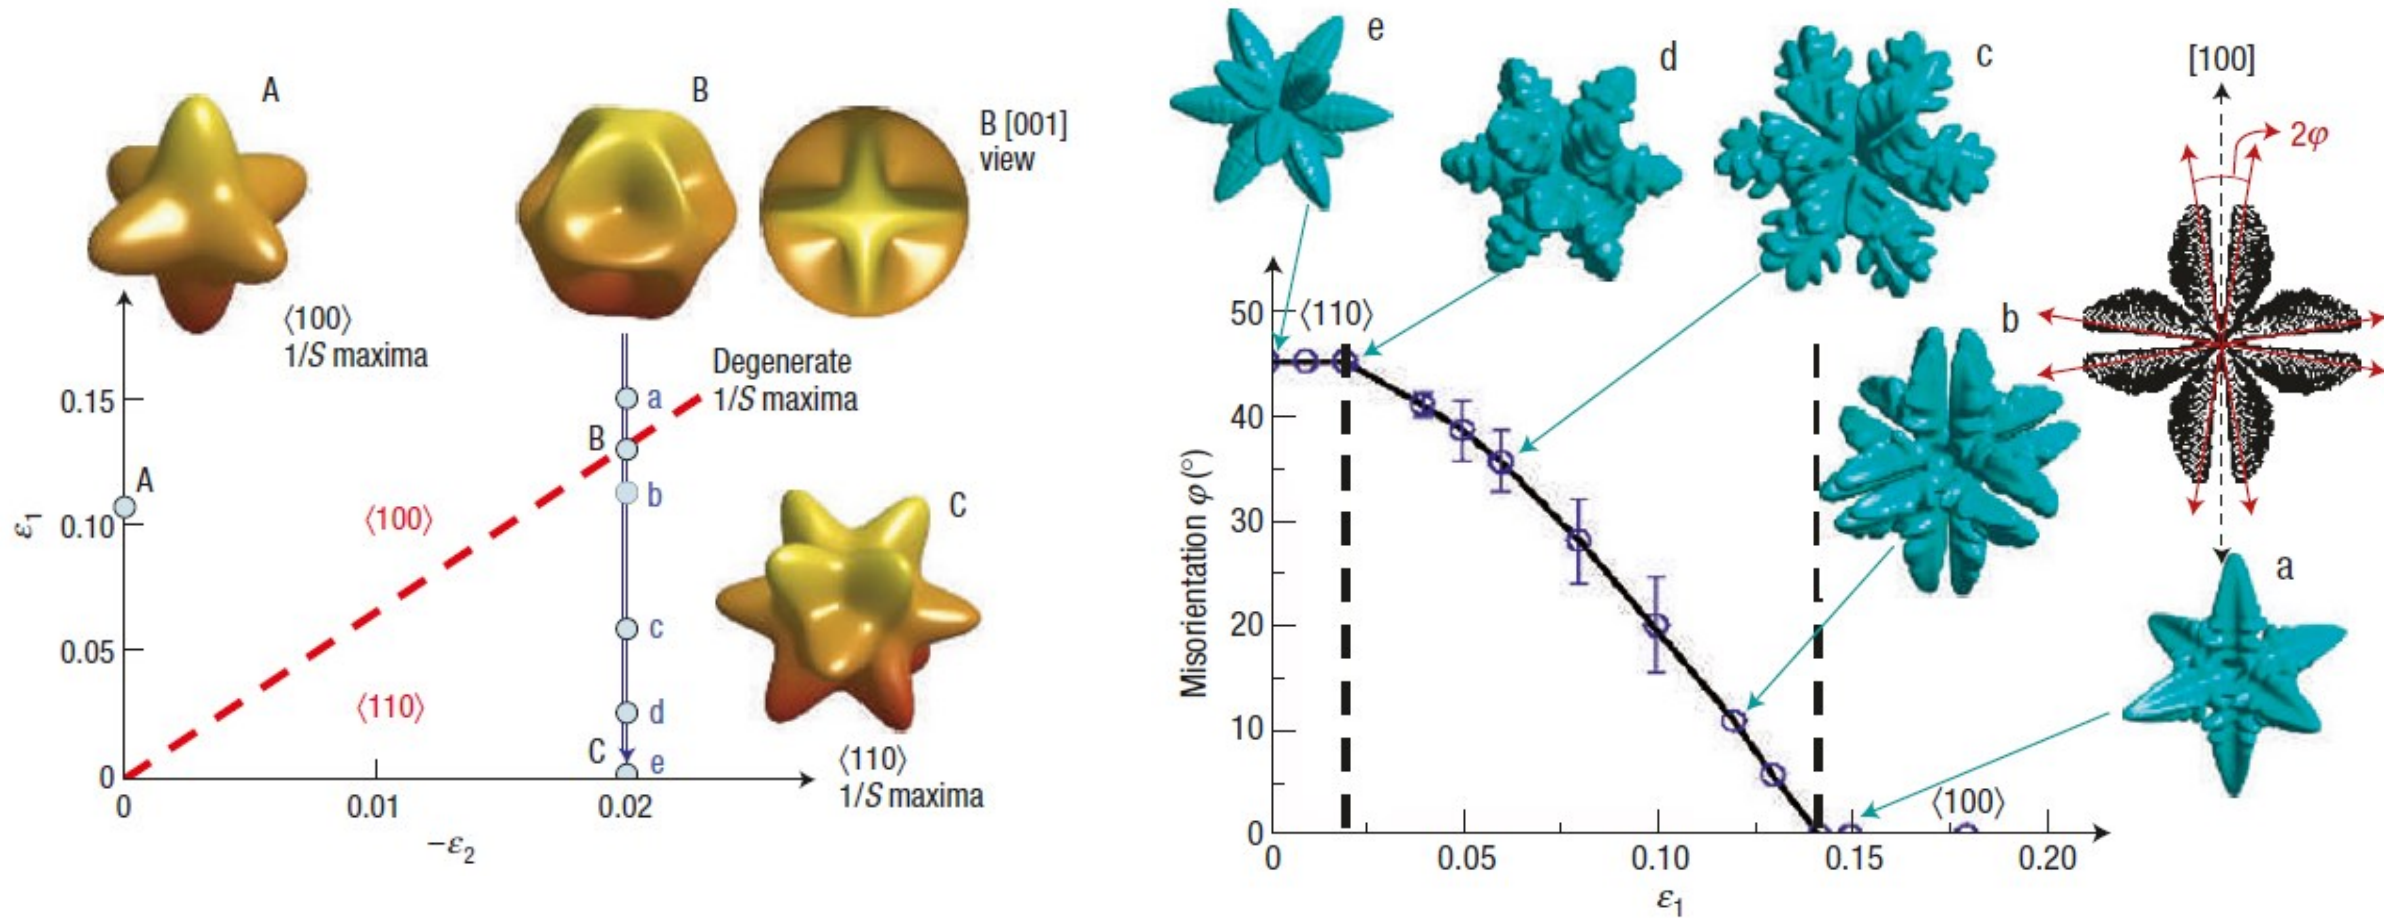 A
⟨100⟩
1/S maxima
B
B [001]
view
Degenerate
1/S maxima
0.15
a
B
A
b
⟨100⟩
0.10
ε1
C
c
0.05
⟨110⟩
d
C
e
0
⟨110⟩
1/S maxima
0
0.01
0.02
−ε2
e
d
c
[100]
2φ
50
⟨110⟩
b
40
Misorientation φ (°)
30
a
20
10
⟨100⟩
0
0
0.05
0.10
0.15
0.20
ε1